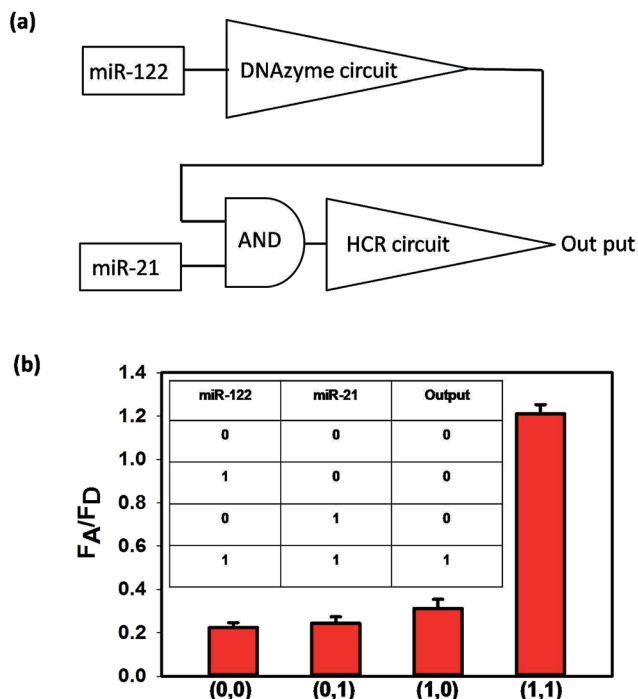 (a)
miR-122
DNAzyme circuit
miR-21
AND
HCR circuit
Out put
(b)
F_A/F_D
1.4
1.2
1.0
0.8
0.6
0.4
0.2
0.0
miR-122 miR-21 Output
0 0 0
1 0 0
0 1 0
1 1 1
(0,0) (0,1) (1,0) (1,1)